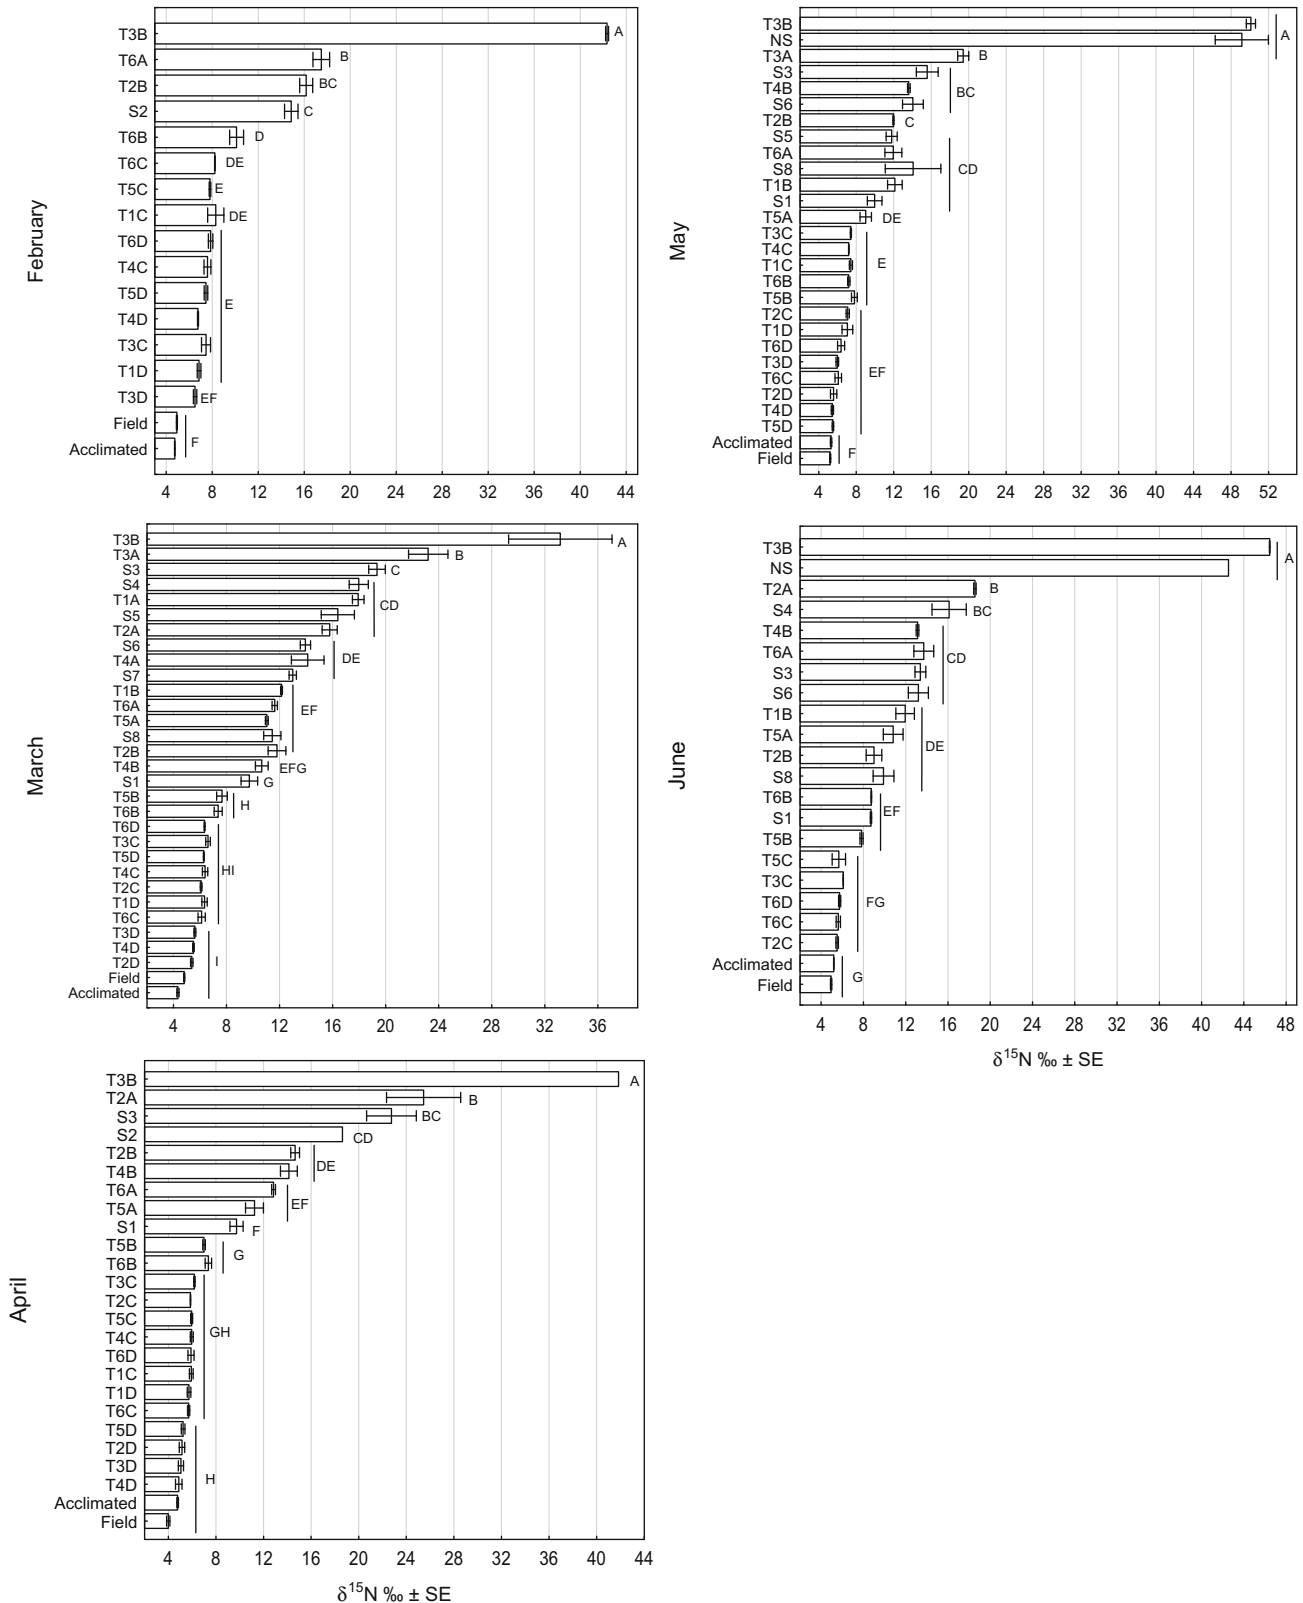 February
T3B A
T6A B
T2B BC
S2 C
T6B D
T6C DE
T5C E
T1C DE
T6D
T4C
T5D E
T4D
T3C
T1D
T3D EF
Field
Acclimated F
4 8 12 16 20 24 28 32 36 40 44
May
T3B
NS A
T3A B
S3
T4B BC
S6
T2B C
S5
T6A
S8 CD
T1B
S1
T5A DE
T3C
T4C
T1C E
T6B
T5B
T2C
T1D
T6D
T3D
T6C EF
T2D
T4D
T5D
Acclimated
Field F
4 8 12 16 20 24 28 32 36 40 44 48 52
March
T3B A
T3A B
S3 C
S4
T1A CD
S5
T2A
S6
T4A DE
S7
T1B
T6A EF
T5A
S8
T2B
T4B EFG
S1 G
T5B H
T6B
T6D
T3C
T5D
T4C HI
T2C
T1D
T6C
T3D
T4D
T2D I
Field
Acclimated
4 8 12 16 20 24 28 32 36
June
T3B
NS A
T2A B
S4 BC
T4B
T6A CD
S3
S6
T1B
T5A DE
T2B
S8
T6B
S1 EF
T5B
T5C
T3C
T6D FG
T6C
T2C
Acclimated
Field G
4 8 12 16 20 24 28 32 36 40 44 48
δ15N ‰ ± SE
April
T3B A
T2A B
S3 BC
S2 CD
T2B DE
T4B
T6A EF
T5A
S1 F
T5B G
T6B
T3C
T2C
T5C
T4C GH
T6D
T1C
T1D
T6C
T5D
T2D
T3D H
T4D
Acclimated
Field
4 8 12 16 20 24 28 32 36 40 44
δ15N ‰ ± SE